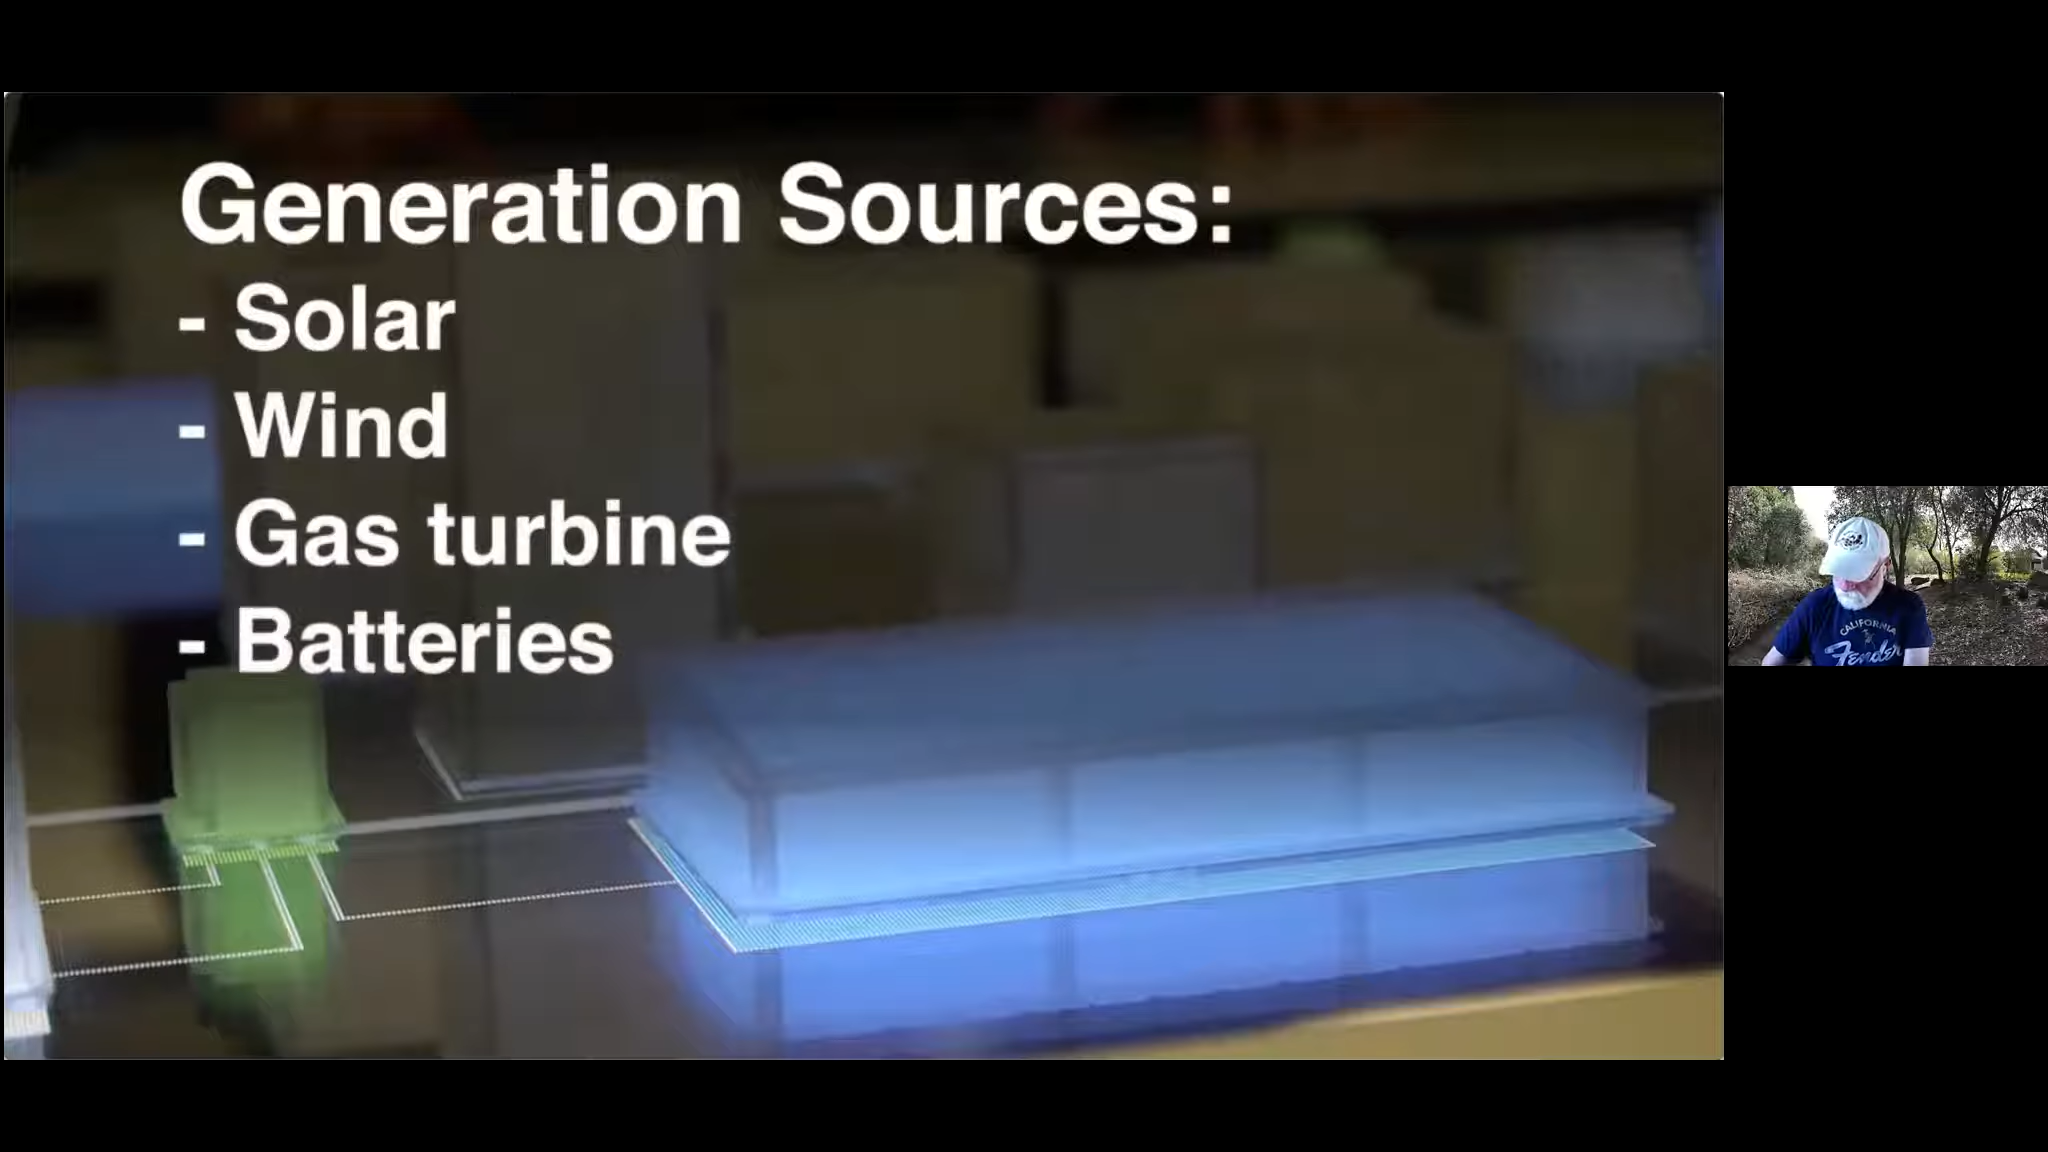 Generation Sources:
- Solar
- Wind
- Gas turbine
- Batteries
CALIFORNIA
Fender